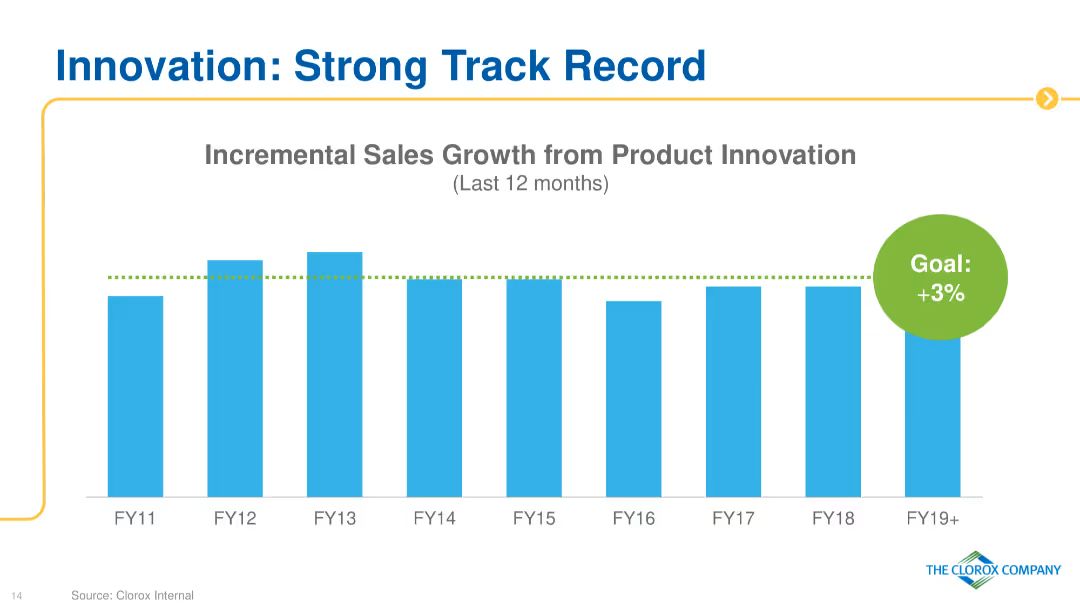 Innovation: Strong Track Record
Incremental Sales Growth from Product Innovation
(Last 12 months)
Goal:
+3%
FY11 FY12 FY13 FY14 FY15 FY16 FY17 FY18 FY19+
THE CLOROX COMPANY
14 Source: Clorox Internal